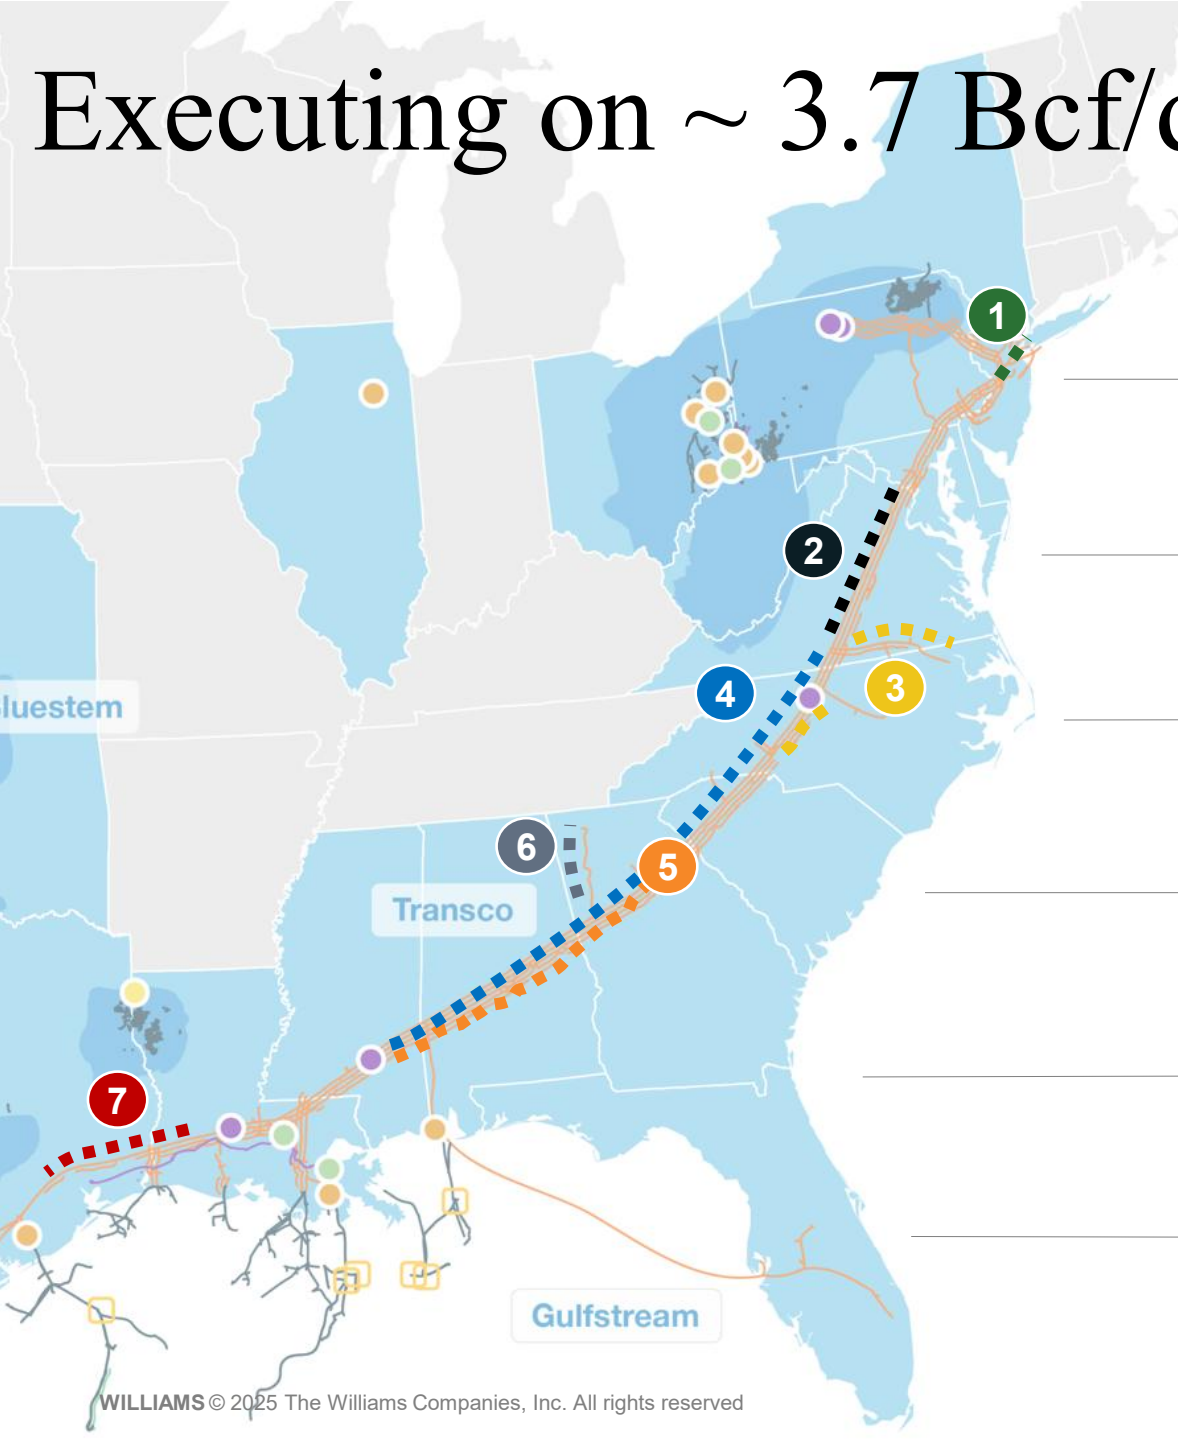 Executing on ~ 3.7 Bcf/
1
2
3
4
luestem
6
5
Transco
7
Gulfstream
WILLIAMS © 2025 The Williams Companies, Inc. All rights reserved